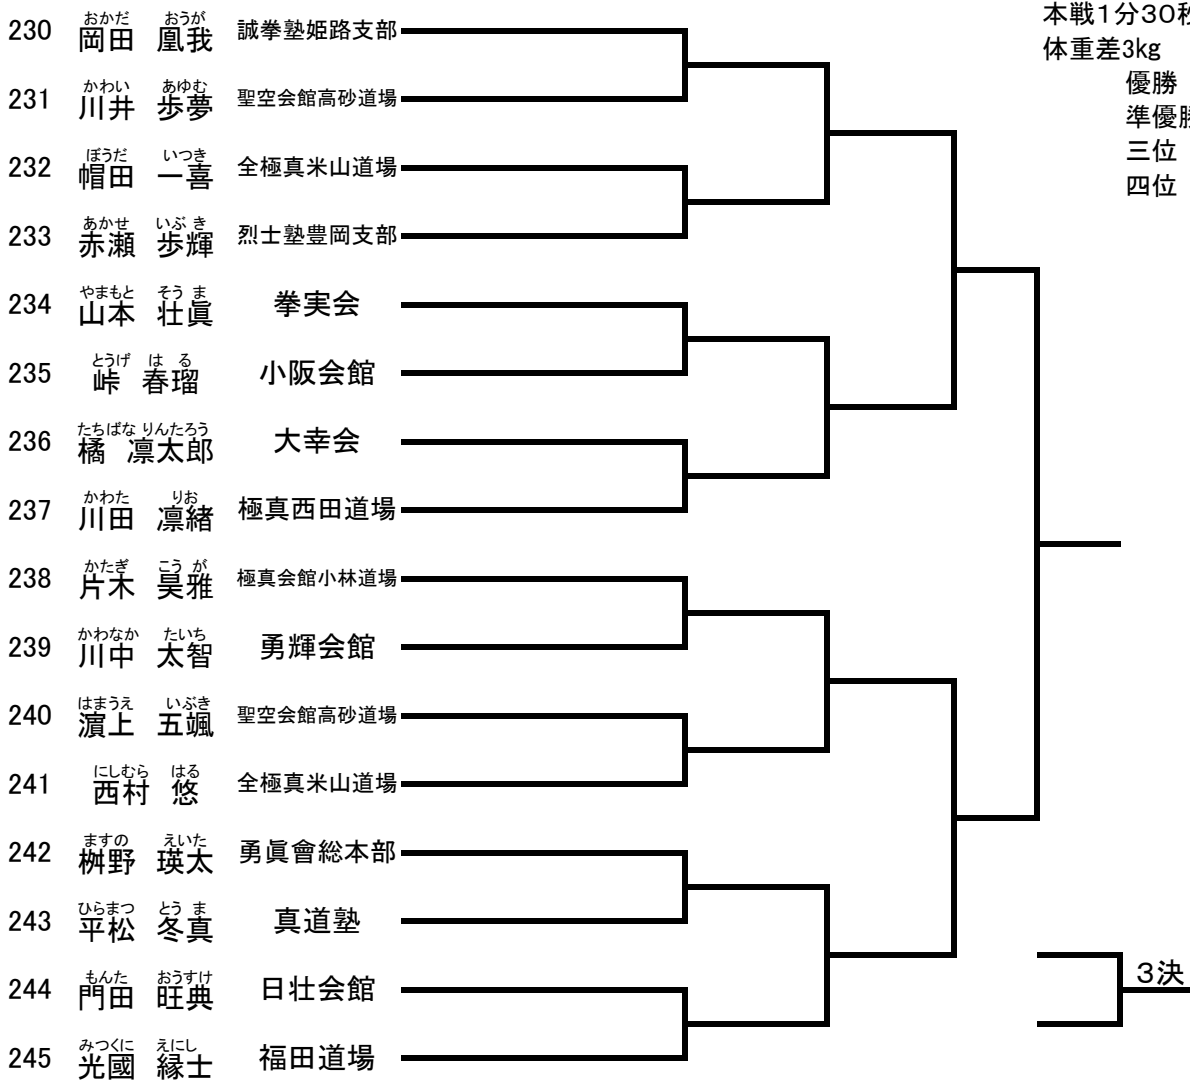 本戦1分30秒
体重差3kg
優勝
準優勝
三位
四位
おかだ おうが
230 岡田 凰我 誠拳塾姫路支部
かわい あゆむ
231 川井 歩夢 聖空会館高砂道場
ぼうだ いつき
232 帽田 一喜 全極真米山道場
あかせ いぶき
233 赤瀬 歩輝 烈士塾豊岡支部
やまもと そうま
234 山本 壮眞 拳実会
とうげ はる
235 峠 春瑠 小阪会館
たちばな りんたろう
236 橘 凛太郎 大幸会
かわた りお
237 川田 凛緒 極真西田道場
かたぎ こうが
238 片木 昊雅 極真会館小林道場
かわなか たいち
239 川中 太智 勇輝会館
はまうえ いぶき
240 濵上 五颯 聖空会館高砂道場
にしむら はる
241 西村 悠 全極真米山道場
ますの えいた
242 桝野 瑛太 勇眞會総本部
ひらまつ とうま
243 平松 冬真 真道塾
もんた おうすけ
244 門田 旺典 日壮会館
みつくに えにし
245 光國 縁士 福田道場
3決